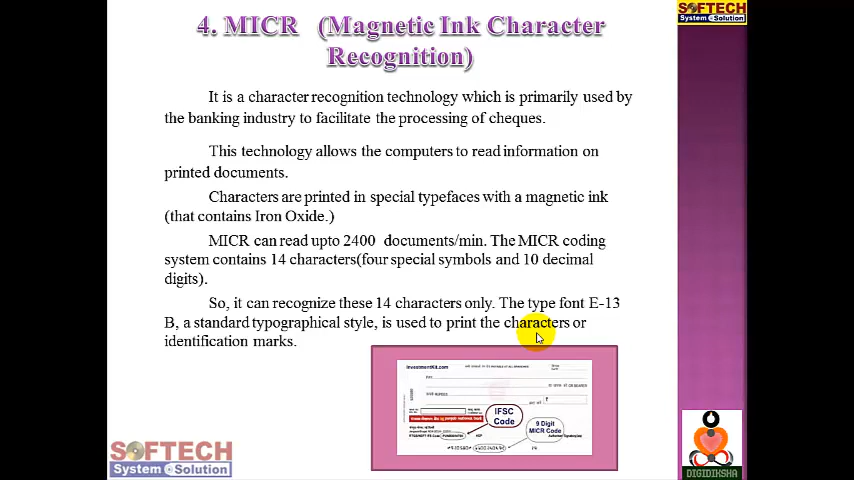 4. MICR (Magnetic Ink Character
Recognition)
SOFTECH
System Solution
It is a character recognition technology which is primarily used by
the banking industry to facilitate the processing of cheques.
This technology allows the computers to read information on
printed documents.
Characters are printed in special typefaces with a magnetic ink
(that contains Iron Oxide.)
MICR can read upto 2400 documents/min. The MICR coding
system contains 14 characters(four special symbols and 10 decimal
digits).
So, it can recognize these 14 characters only. The type font E-13
B, a standard typographical style, is used to print the characters or
identification marks.
InvestmentKit.com
IFSC
Code
9 Digit
MICR Code
SOFTECH
System Solution
DIGIDIKSHA